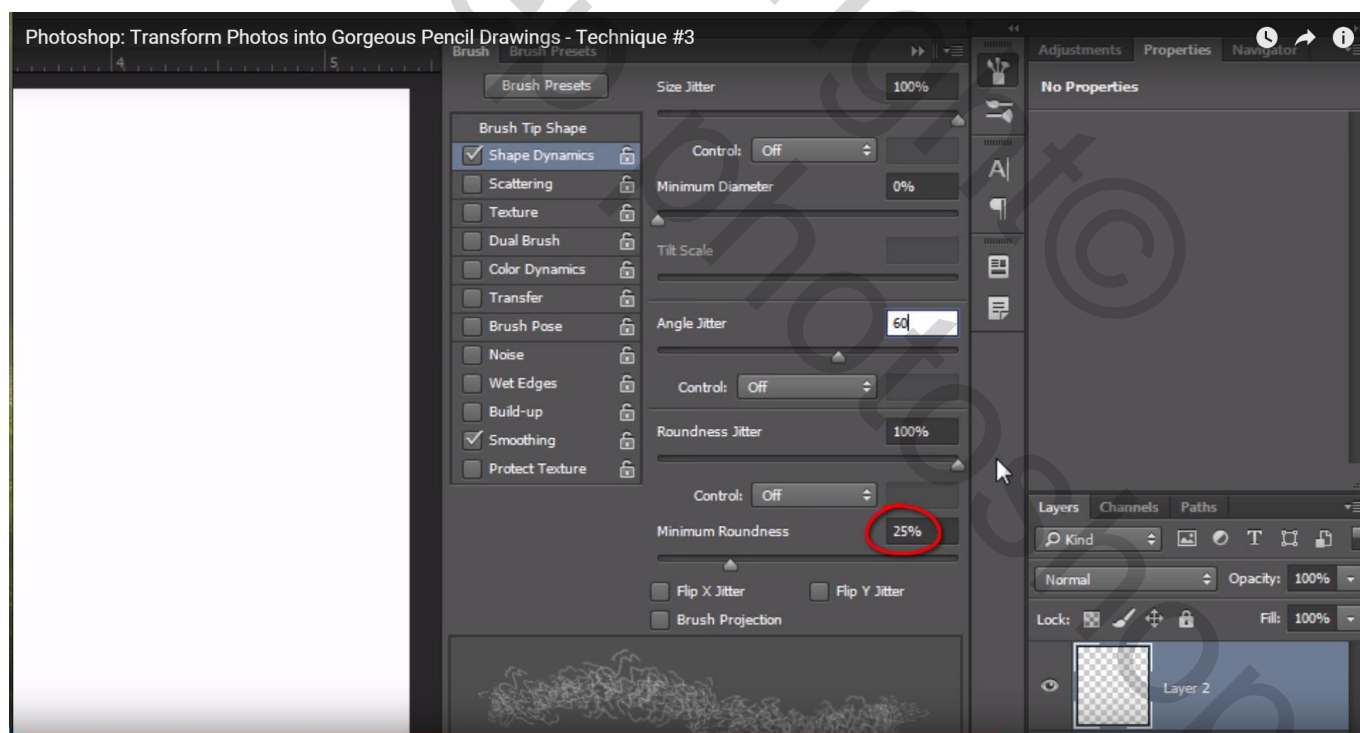 Photoshop: Transform Photos into Gorgeous Pencil Drawings - Technique #3
4 5
Brush Brush Presets
Brush Presets
Brush Tip Shape
Shape Dynamics
Scattering
Texture
Dual Brush
Color Dynamics
Transfer
Brush Pose
Noise
Wet Edges
Build-up
Smoothing
Protect Texture
Size Jitter 100%
Control: Off
Minimum Diameter 0%
Tilt Scale
Angle Jitter 60
Control: Off
Roundness Jitter 100%
Control: Off
Minimum Roundness 25%
Flip X Jitter Flip Y Jitter
Brush Projection
A
Adjustments Properties Navigator
No Properties
Layers Channels Paths
Kind T
Normal Opacity: 100%
Lock: Fill: 100%
Layer 2
photoshop
©